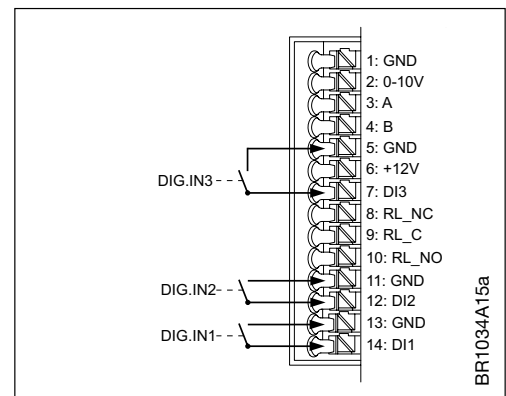 1: GND
2: 0-10V
3: A
4: B
5: GND
6: +12V
DIG.IN3
7: DI3
8: RL_NC
9: RL_C
10: RL_NO
11: GND
DIG.IN2
12: DI2
13: GND
DIG.IN1
14: DI1
BR1034A15a